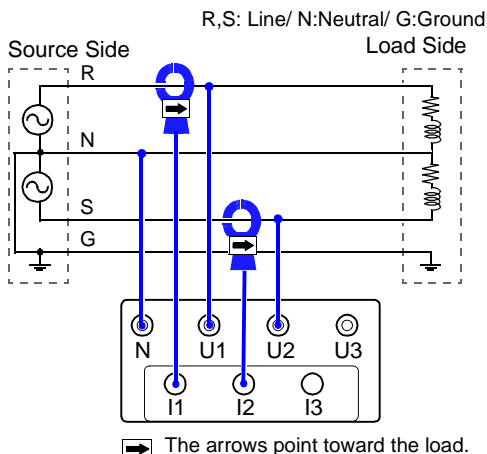 R,S: Line/ N:Neutral/ G:Ground
Source Side
Load Side
R
N
S
G
N
U1
U2
U3
I1
I2
I3
The arrows point toward the load.